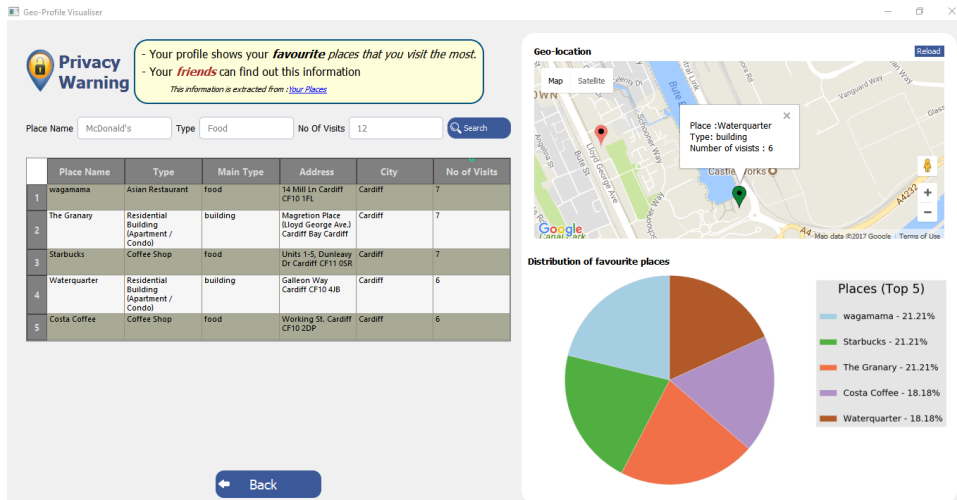 Geo-Profile Visualiser
Privacy
Warning
- Your profile shows your favourite places that you visit the most.
- Your friends can find out this information
This information is extracted from :Your Places
Place Name McDonald's Type Food No Of Visits 12 Search
Place Name Type Main Type Address City No of Visits
1 wagamama Asian Restaurant food 14 Mill Ln Cardiff CF10 1FL Cardiff 7
2 The Granary Residential Building (Apartment / Condo) building Magretion Place (Lloyd George Ave.) Cardiff Bay Cardiff Cardiff 7
3 Starbucks Coffee Shop food Units 1-5, Dunleavy Dr Cardiff CF11 0SR Cardiff 7
4 Waterquarter Residential Building (Apartment / Condo) building Galleon Way Cardiff CF10 4JB Cardiff 6
5 Costa Coffee Coffee Shop food Working St. Cardiff CF10 2DP Cardiff 6
Back
Geo-location
Reload
Map Satellite
Vanguard Way
Schooner Way
Angelina St
Bute St
Lloyd George Ave
Place :Waterquarter
Type: building
Number of visists : 6
A4232
A4
Google
Canal Park
Map data ©2017 Google Terms of Use
Distribution of favourite places
Places (Top 5)
wagamama - 21.21%
Starbucks - 21.21%
The Granary - 21.21%
Costa Coffee - 18.18%
Waterquarter - 18.18%